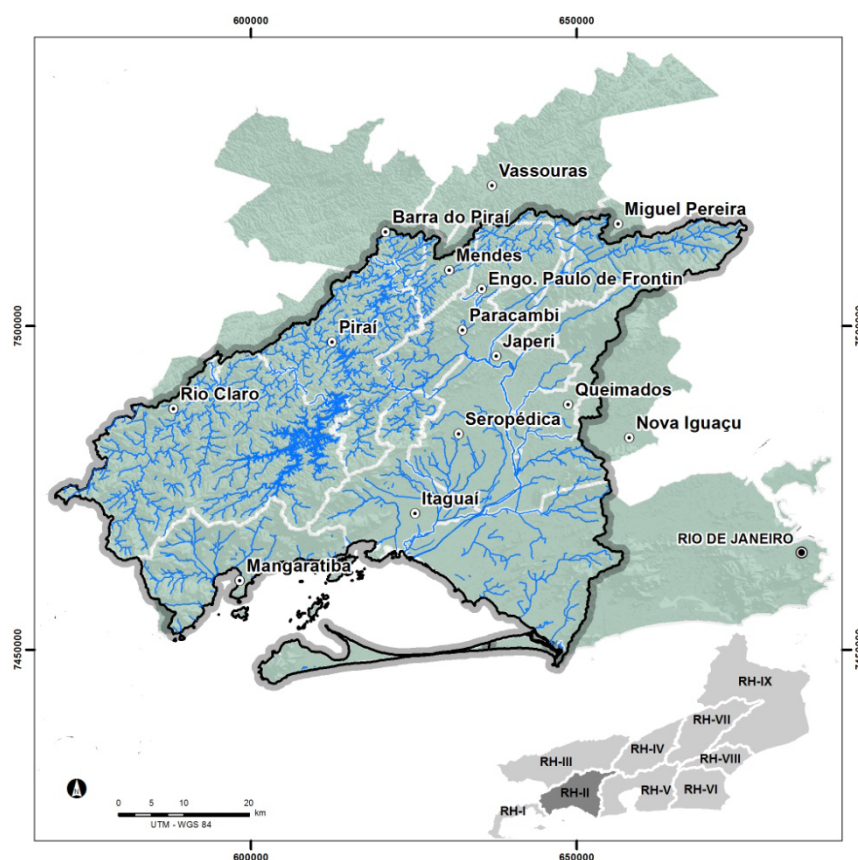 600000
650000
Vassouras
Miguel Pereira
Barra do Piraí
Mendes
Engo. Paulo de Frontin
7500000
Paracambi
Piraí
Japeri
Rio Claro
Queimados
Seropédica
Nova Iguaçu
Itaguaí
RIO DE JANEIRO
Mangaratiba
7450000
7450000
RH-IX
RH-VII
RH-IV
RH-III
RH-VIII
RH-II
RH-V
RH-VI
RH-I
0 5 10 20
km
UTM - WGS 84
600000
650000